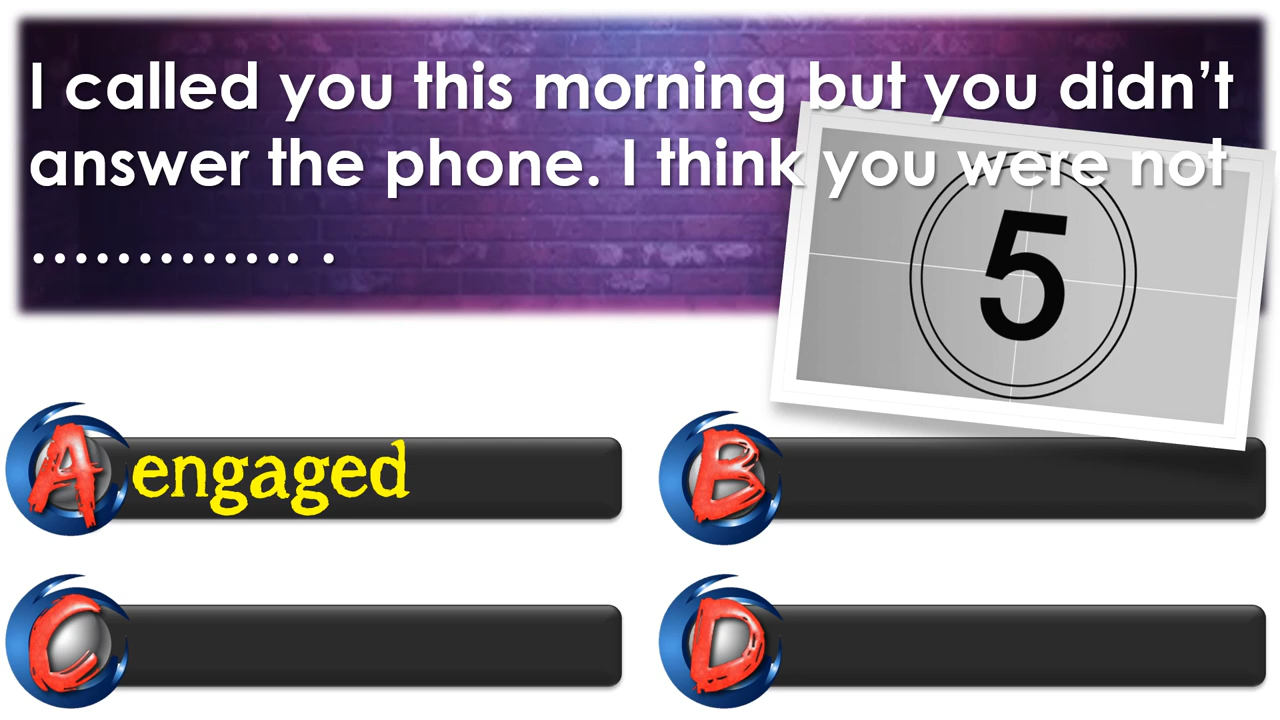 I called you this morning but you didn’t
answer the phone. I think you were not
............. .
5
A engaged
B
C
D